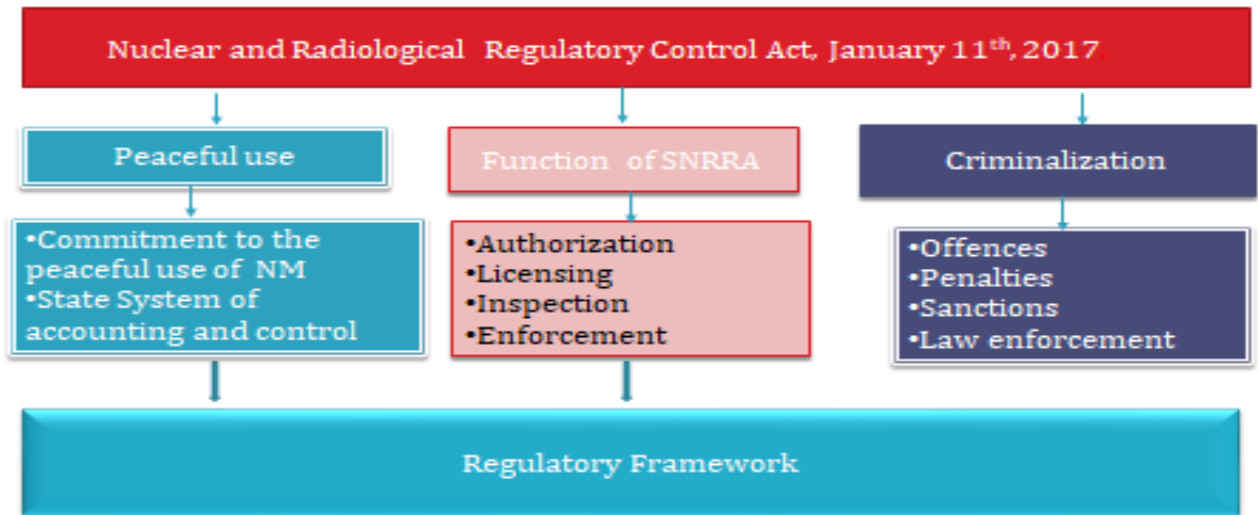 Nuclear and Radiological Regulatory Control Act, January 11th, 2017.
Peaceful use
Function of SNRRA
Criminalization
•Commitment to the
peaceful use of NM
•State System of
accounting and control
•Authorization
•Licensing
•Inspection
•Enforcement
•Offences
•Penalties
•Sanctions
•Law enforcement
Regulatory Framework